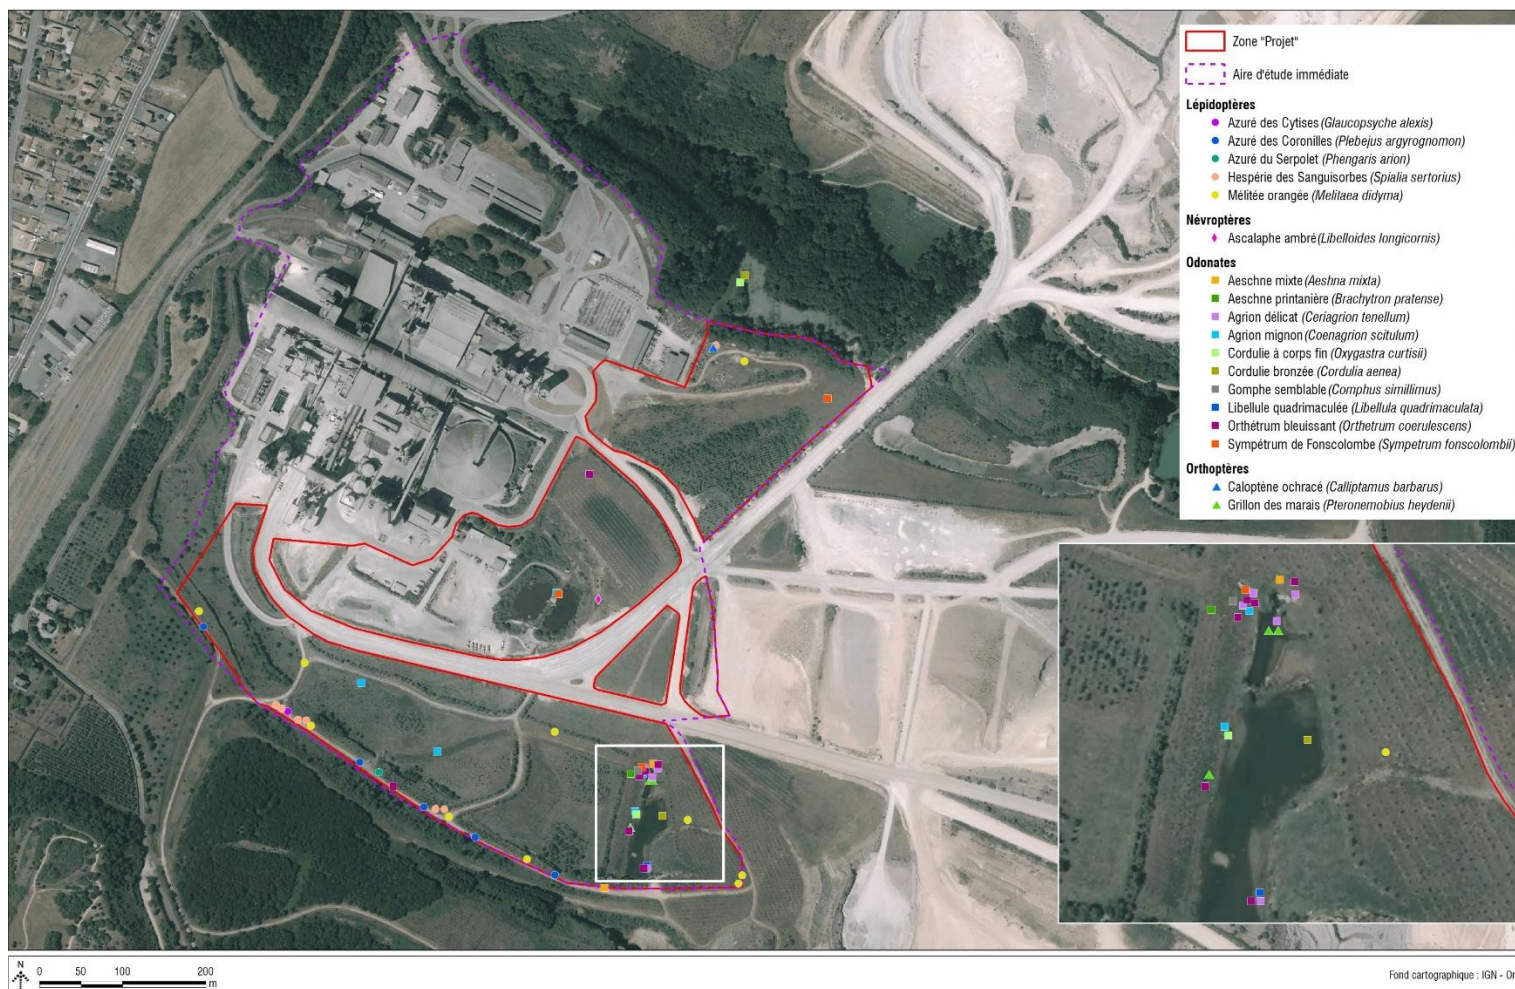 Zone "Projet"
Aire d'étude immédiate
Lépidoptères
Azuré des Cytises (Glaucopsyche alexis)
Azuré des Coronilles (Plebejus argyrognomon)
Azuré du Serpolet (Phengaris arion)
Hespérie des Sanguisorbes (Spialia sertorius)
Mélitée orangée (Melitaea didyma)
Névroptères
Ascalaphe ambré (Libelloides longicornis)
Odonates
Aeschne mixte (Aeshna mixta)
Aeschne printanière (Brachytron pratense)
Agrion délicat (Ceriagrion tenellum)
Agrion mignon (Coenagrion scitulum)
Cordulie à corps fin (Oxygastra curtisii)
Cordulie bronzée (Cordulia aenea)
Gomphe semblable (Gomphus simillimus)
Libellule quadrimaculée (Libellula quadrimaculata)
Orthétrum bleuissant (Orthetrum coerulescens)
Sympétrum de Fonscolombe (Sympetrum fonscolombii)
Orthoptères
Caloptène ochracé (Calliptamus barbarus)
Grillon des marais (Pteronemobius heydenii)
N
0 50 100 200
m
Fond cartographique : IGN - Or